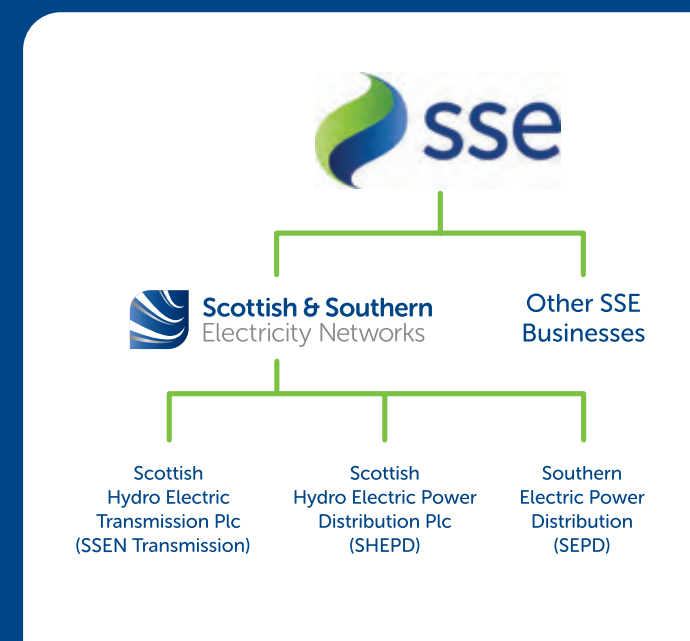 sse
Scottish & Southern
Electricity Networks
Other SSE
Businesses
Scottish
Hydro Electric
Transmission Plc
(SSEN Transmission)
Scottish
Hydro Electric Power
Distribution Plc
(SHEPD)
Southern
Electric Power
Distribution
(SEPD)